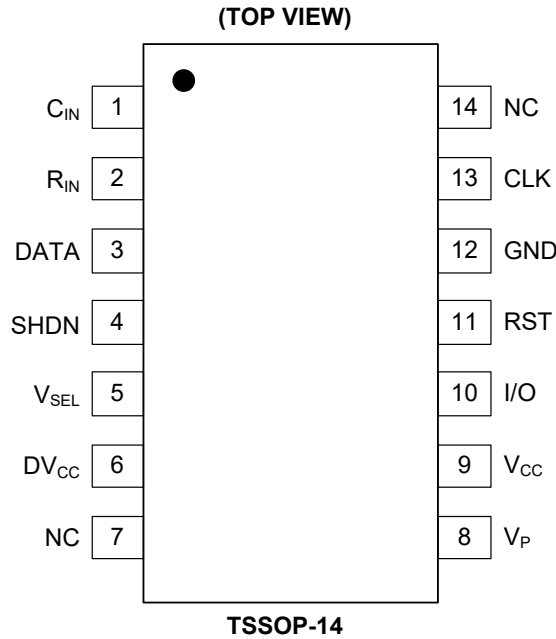 (TOP VIEW)
C_IN 1 14 NC
R_IN 2 13 CLK
DATA 3 12 GND
SHDN 4 11 RST
V_SEL 5 10 I/O
DV_CC 6 9 V_CC
NC 7 8 V_P
TSSOP-14